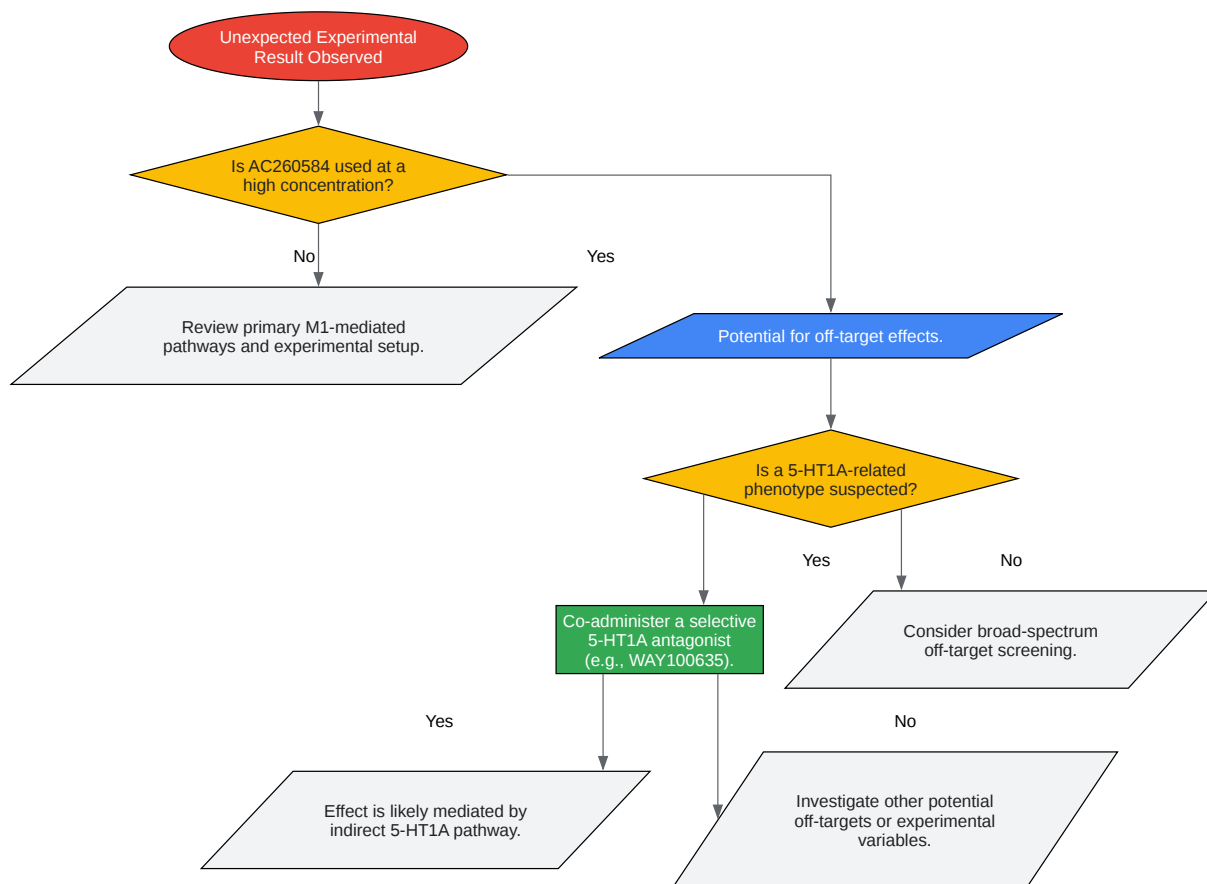 Unexpected Experimental
Result Observed
Is AC260584 used at a
high concentration?
No
Yes
Review primary M1-mediated
pathways and experimental setup.
Potential for off-target effects.
Is a 5-HT1A-related
phenotype suspected?
Yes
No
Co-administer a selective
5-HT1A antagonist
(e.g., WAY100635).
Consider broad-spectrum
off-target screening.
Yes
No
Effect is likely mediated by
indirect 5-HT1A pathway.
Investigate other potential
off-targets or experimental
variables.